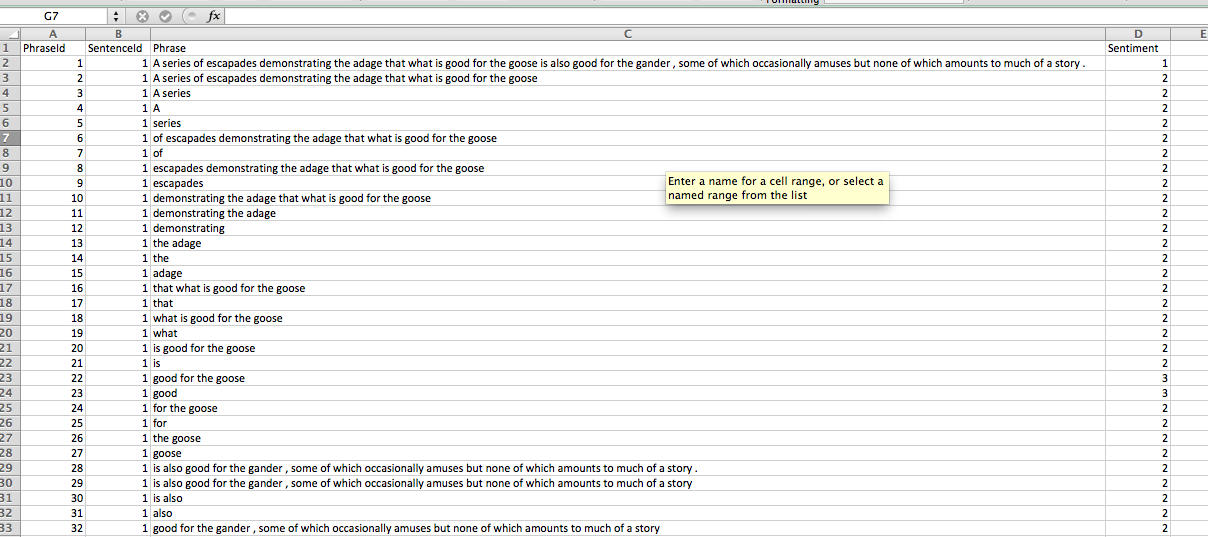 Formatting
G7 fx
A B C D E
1 PhraseId SentenceId Phrase Sentiment
2 1 1 A series of escapades demonstrating the adage that what is good for the goose is also good for the gander , some of which occasionally amuses but none of which amounts to much of a story . 1
3 2 1 A series of escapades demonstrating the adage that what is good for the goose 2
4 3 1 A series 2
5 4 1 A 2
6 5 1 series 2
7 6 1 of escapades demonstrating the adage that what is good for the goose 2
8 7 1 of 2
9 8 1 escapades demonstrating the adage that what is good for the goose 2
10 9 1 escapades 2
11 10 1 demonstrating the adage that what is good for the goose 2
12 11 1 demonstrating the adage 2
13 12 1 demonstrating 2
14 13 1 the adage 2
15 14 1 the 2
16 15 1 adage 2
17 16 1 that what is good for the goose 2
18 17 1 that 2
19 18 1 what is good for the goose 2
20 19 1 what 2
21 20 1 is good for the goose 2
22 21 1 is 2
23 22 1 good for the goose 3
24 23 1 good 3
25 24 1 for the goose 2
26 25 1 for 2
27 26 1 the goose 2
28 27 1 goose 2
29 28 1 is also good for the gander , some of which occasionally amuses but none of which amounts to much of a story . 2
30 29 1 is also good for the gander , some of which occasionally amuses but none of which amounts to much of a story 2
31 30 1 is also 2
32 31 1 also 2
33 32 1 good for the gander , some of which occasionally amuses but none of which amounts to much of a story 2
Enter a name for a cell range, or select a
named range from the list